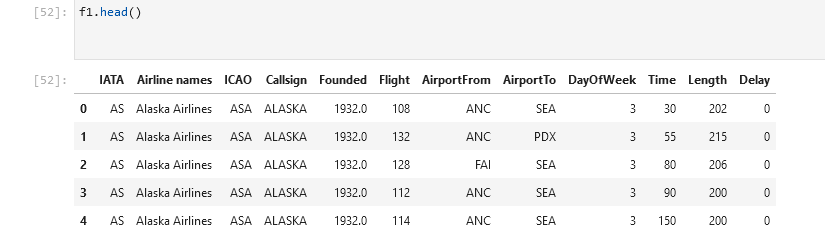 [52]: f1.head()
[52]: IATA Airline names ICAO Callsign Founded Flight AirportFrom AirportTo DayOfWeek Time Length Delay
0 AS Alaska Airlines ASA ALASKA 1932.0 108 ANC SEA 3 30 202 0
1 AS Alaska Airlines ASA ALASKA 1932.0 132 ANC PDX 3 55 215 0
2 AS Alaska Airlines ASA ALASKA 1932.0 128 FAI SEA 3 80 206 0
3 AS Alaska Airlines ASA ALASKA 1932.0 112 ANC SEA 3 90 200 0
4 AS Alaska Airlines ASA ALASKA 1932.0 114 ANC SEA 3 150 200 0